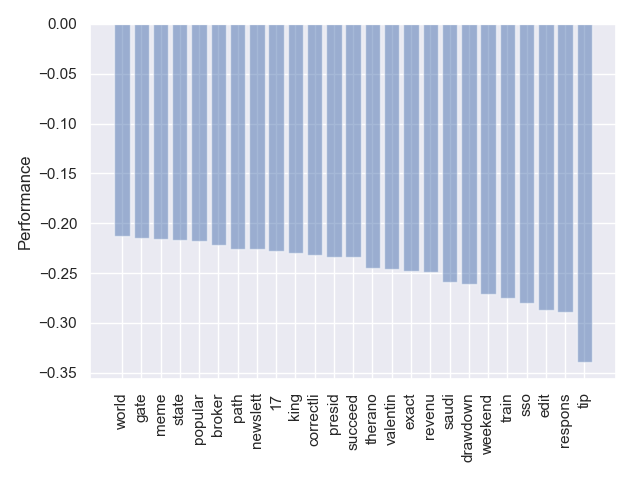 0.00
−0.05
−0.10
−0.15
−0.20
−0.25
−0.30
−0.35
Performance
world
gate
meme
state
popular
broker
path
newslett
17
king
correctli
presid
succeed
therano
valentin
exact
revenu
saudi
drawdown
weekend
train
sso
edit
respons
tip